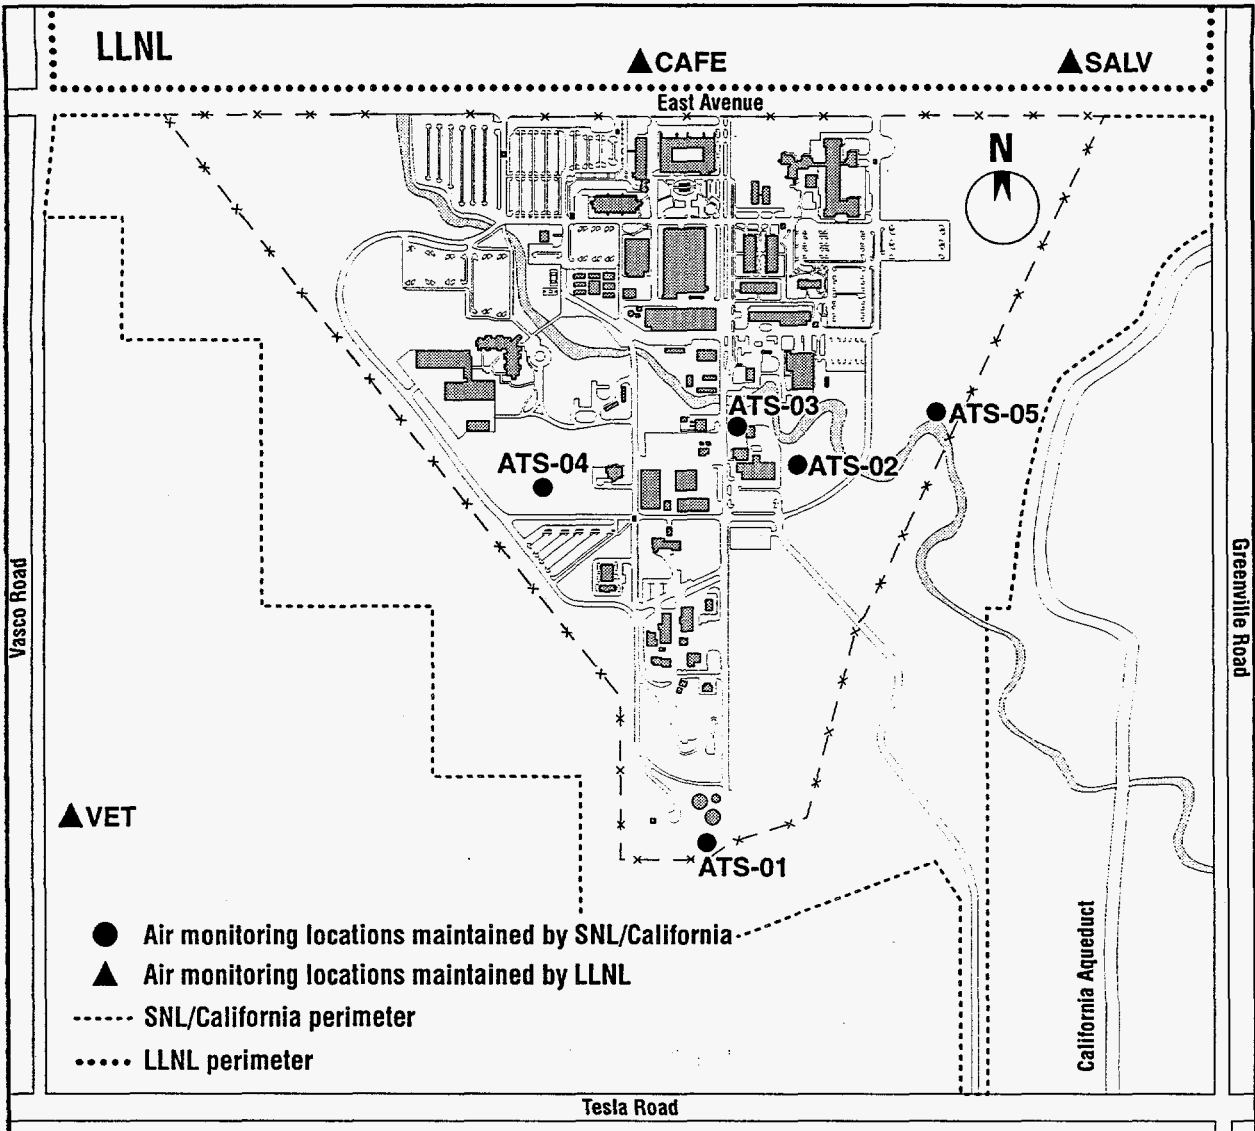 LLNL
CAFE
SALV
East Avenue
N
ATS-03
ATS-05
ATS-04
ATS-02
Vasco Road
Greenville Road
VET
ATS-01
Air monitoring locations maintained by SNL/California
Air monitoring locations maintained by LLNL
SNL/California perimeter
LLNL perimeter
California Aqueduct
Tesla Road